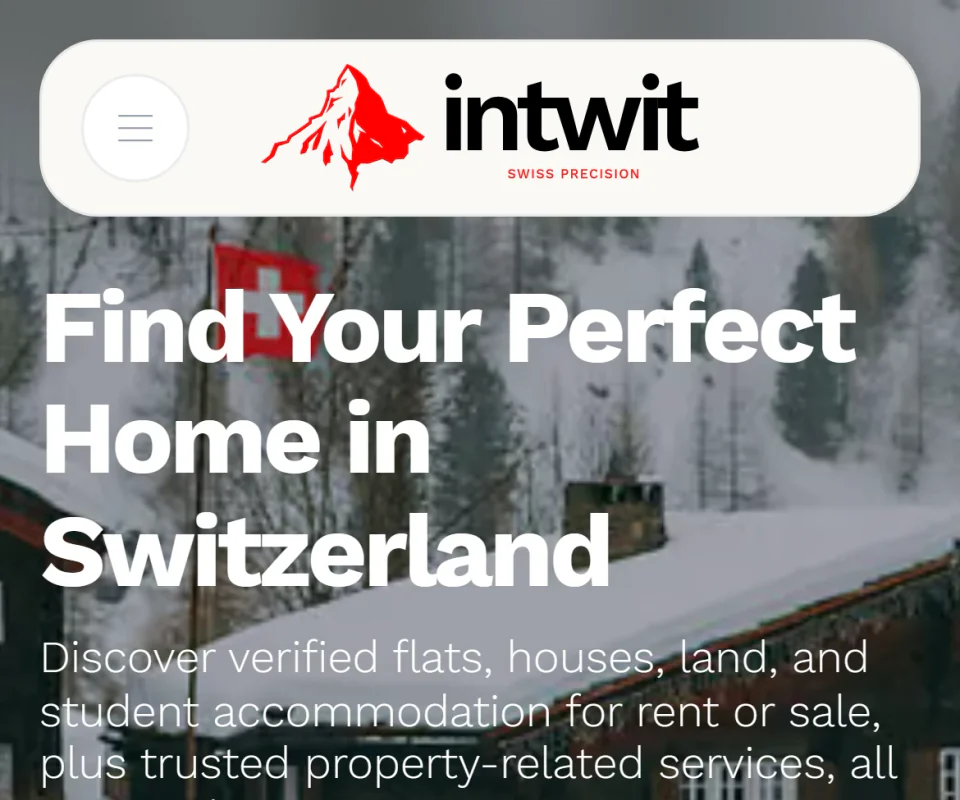 intwit
SWISS PRECISION
Find Your Perfect
Home in
Switzerland
Discover verified flats, houses, land, and
student accommodation for rent or sale,
plus trusted property-related services, all